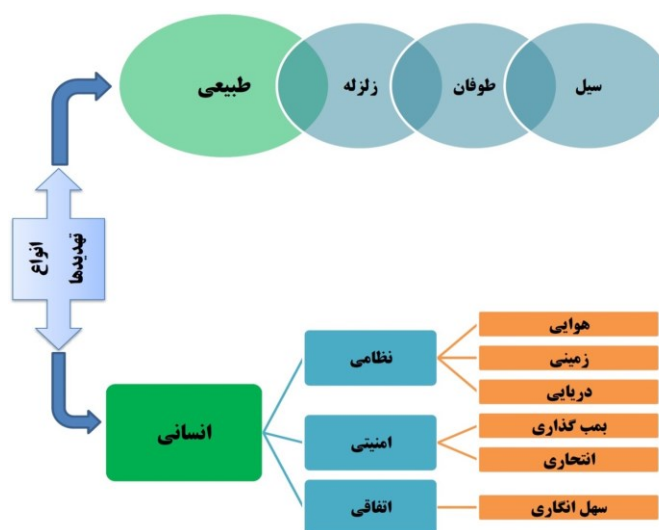 انواع
تهدیدها
طبیعی
زلزله
طوفان
سیل
انسانی
نظامی
هوایی
زمینی
دریایی
امنیتی
بمب گذاری
انتحاری
اتفاقی
سهل انگاری